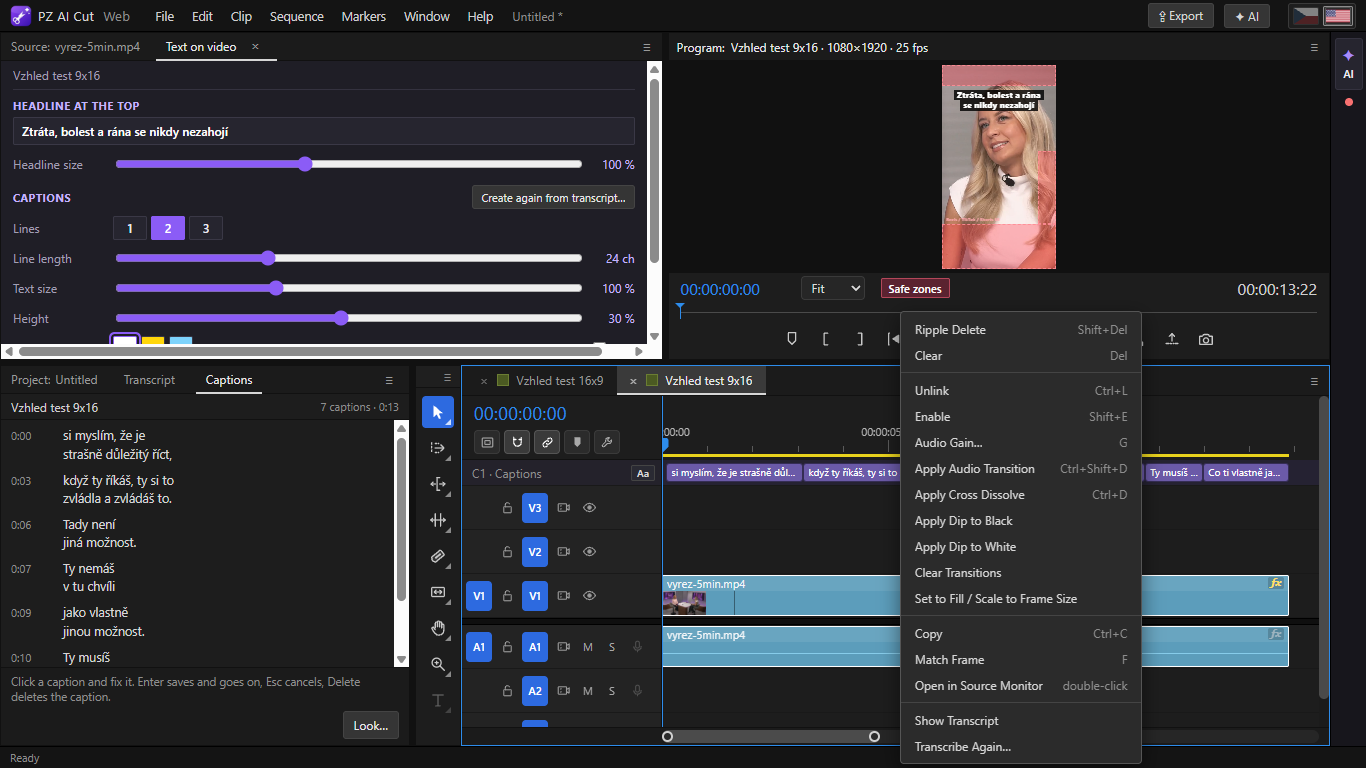 PZ AI Cut Web
File Edit Clip Sequence Markers Window Help Untitled *
Export
AI
Source: vyrez-5min.mp4
Text on video ×
Vzhled test 9x16
HEADLINE AT THE TOP
Ztráta, bolest a rána se nikdy nezahojí
Headline size 100 %
CAPTIONS
Create again from transcript...
Lines 1 2 3
Line length 24 ch
Text size 100 %
Height 30 %
Program: Vzhled test 9x16 · 1080×1920 · 25 fps
Ztráta, bolest a rána
se nikdy nezahojí
00:00:00:00
Fit
Safe zones
00:00:13:22
AI
Project: Untitled
Transcript
Captions
Vzhled test 9x16
7 captions · 0:13
0:00 si myslím, že je
strašně důležitý říct,
0:03 když ty říkáš, ty si to
zvládla a zvládáš to.
0:06 Tady není
jiná možnost.
0:07 Ty nemáš
v tu chvíli
0:09 jako vlastně
jinou možnost.
0:10 Ty musíš
Click a caption and fix it. Enter saves and goes on, Esc cancels, Delete
deletes the caption.
Look...
× Vzhled test 16x9
× Vzhled test 9x16
00:00:00:00
:00:00
00:00:05
C1 · Captions Aa
si myslím, že je strašně důl...
když ty říkáš, ty si to
Ty musíš ...
Co ti vlastně ja...
V3
V2
V1 V1
vyrez-5min.mp4
fx
A1 A1 M S
vyrez-5min.mp4
fx
A2 M S
Ripple Delete Shift+Del
Clear Del
Unlink Ctrl+L
Enable Shift+E
Audio Gain... G
Apply Audio Transition Ctrl+Shift+D
Apply Cross Dissolve Ctrl+D
Apply Dip to Black
Apply Dip to White
Clear Transitions
Set to Fill / Scale to Frame Size
Copy Ctrl+C
Match Frame F
Open in Source Monitor double-click
Show Transcript
Transcribe Again...
Ready